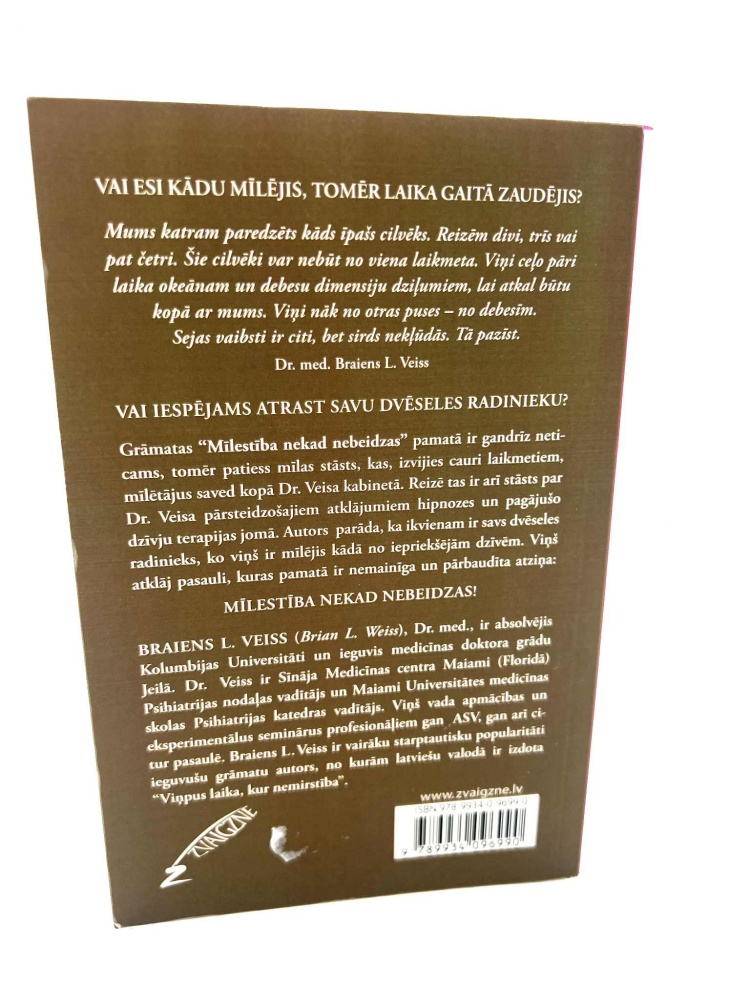 VAI ESI KĀDU MĪLĒJIS, TOMĒR LAIKA GAITĀ ZAUDĒJIS?
Mums katram paredzēts kāds īpašs cilvēks. Reizēm divi, trīs vai
pat četri. Šie cilvēki var nebūt no viena laikmeta. Viņi ceļo pāri
laika okeānam un debesu dimensiju dziļumiem, lai atkal būtu
kopā ar mums. Viņi nāk no otras puses – no debesīm.
Sejas vaibsti ir citi, bet sirds nekļūdās. Tā pazīst.
Dr. med. Braiens L. Veiss
VAI IESPĒJAMS ATRAST SAVU DVĒSELES RADINIEKU?
Grāmatas “Mīlestība nekad nebeidzas” pamatā ir gandrīz neti-
cams, tomēr patiess mīlas stāsts, kas, izvijies cauri laikmetiem,
mīlētājus saved kopā Dr. Veisa kabinetā. Reizē tas ir arī stāsts par
Dr. Veisa pārsteidzošajiem atklājumiem hipnozes un pagājušo
dzīvju terapijas jomā. Autors parāda, ka ikvienam ir savs dvēseles
radinieks, ko viņš ir mīlējis kādā no iepriekšējām dzīvēm. Viņš
atklāj pasauli, kuras pamatā ir nemainīga un pārbaudīta atziņa:
MĪLESTĪBA NEKAD NEBEIDZAS!
BRAIENS L. VEISS (Brian L. Weiss), Dr. med., ir absolvējis
Kolumbijas Universitāti un ieguvis medicīnas doktora grādu
Jeilā. Dr. Veiss ir Sināja Medicīnas centra Maiami (Floridā)
Psihiatrijas nodaļas vadītājs un Maiami Universitātes medicīnas
skolas Psihiatrijas katedras vadītājs. Viņš vada apmācības un
eksperimentālus seminārus profesionāļiem gan ASV, gan arī ci-
tur pasaulē. Braiens L. Veiss ir vairāku starptautisku popularitāti
ieguvušu grāmatu autors, no kurām latviešu valodā ir izdota
“Viņpus laika, kur nemirstība”.
www.zvaigzne.lv
ISBN 978-9934-0-9699-0
9 789934 096990
ZVAIGZNE